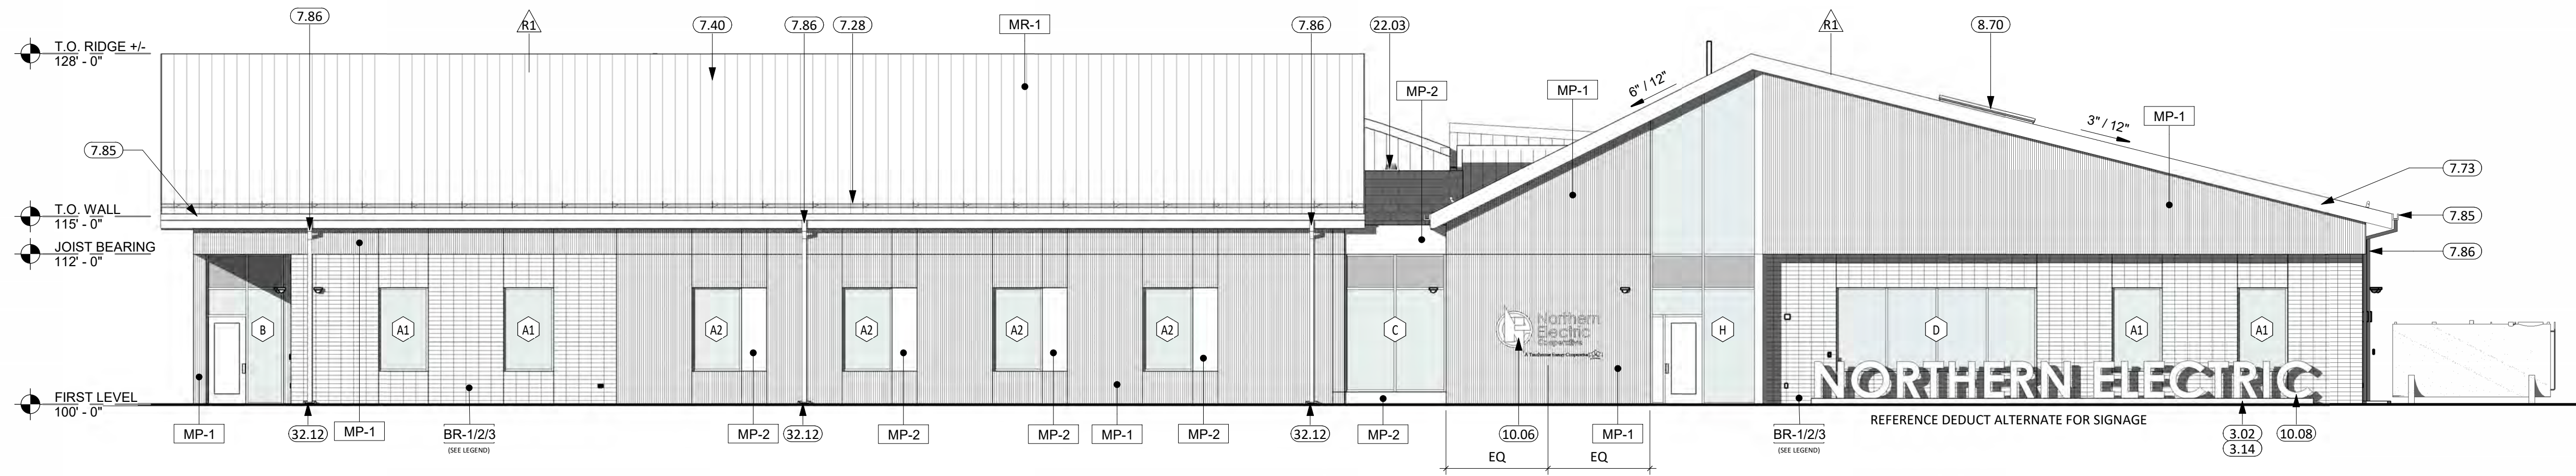 7.86
R1
7.40
7.86
7.28
MR-1
7.86
22.03
R1
8.70
T.O. RIDGE +/-
128' - 0"
6" / 12"
MP-2
MP-1
3" / 12"
MP-1
7.85
7.73
T.O. WALL
115' - 0"
7.85
JOIST BEARING
112' - 0"
7.86
B
A1
A1
A2
A2
A2
A2
C
Northern
Electric
Cooperative
A Touchstone Energy Cooperative
H
D
A1
A1
NORTHERN ELECTRIC
FIRST LEVEL
100' - 0"
REFERENCE DEDUCT ALTERNATE FOR SIGNAGE
MP-1
32.12
MP-1
BR-1/2/3
(SEE LEGEND)
MP-2
32.12
MP-2
MP-2
MP-1
MP-2
32.12
MP-2
10.06
MP-1
BR-1/2/3
(SEE LEGEND)
3.02
3.14
10.08
EQ
EQ